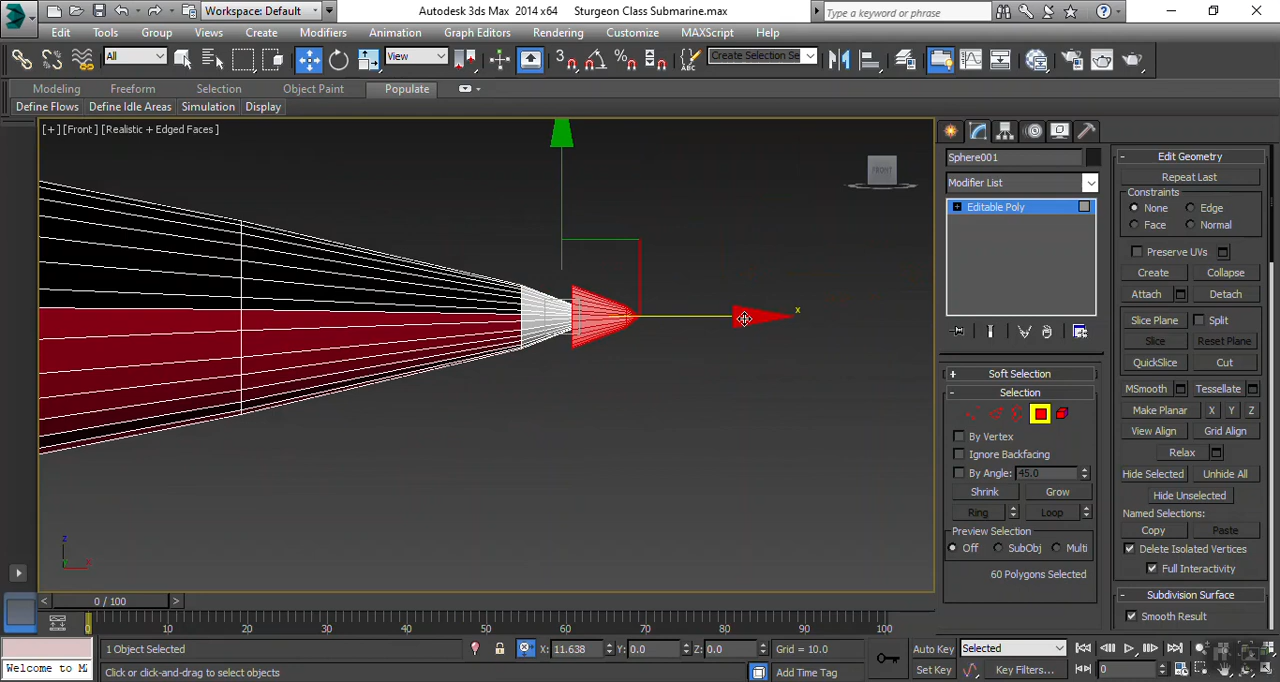 Workspace: Default
Autodesk 3ds Max 2014 x64 Sturgeon Class Submarine.max
Type a keyword or phrase
Edit Tools Group Views Create Modifiers Animation Graph Editors Rendering Customize MAXScript Help
All
View
3
Create Selection Se
Modeling Freeform Selection Object Paint Populate
Define Flows Define Idle Areas Simulation Display
[+] [Front] [Realistic + Edged Faces]
FRONT
x
z
Sphere001
Modifier List
Editable Poly
Soft Selection
Selection
By Vertex
Ignore Backfacing
By Angle: 45.0
Shrink Grow
Ring Loop
Preview Selection
Off SubObj Multi
60 Polygons Selected
Edit Geometry
Repeat Last
Constraints
None Edge
Face Normal
Preserve UVs
Create Collapse
Attach Detach
Slice Plane Split
Slice Reset Plane
QuickSlice Cut
MSmooth Tessellate
Make Planar X Y Z
View Align Grid Align
Relax
Hide Selected Unhide All
Hide Unselected
Named Selections:
Copy Paste
Delete Isolated Vertices
Full Interactivity
Subdivision Surface
Smooth Result
0 / 100
0 10 20 30 40 50 60 70 80 90 100
1 Object Selected X: 11.638 Y: 0.0 Z: 0.0 Grid = 10.0 Auto Key Selected
Welcome to M Click or click-and-drag to select objects Add Time Tag Set Key Key Filters... 0